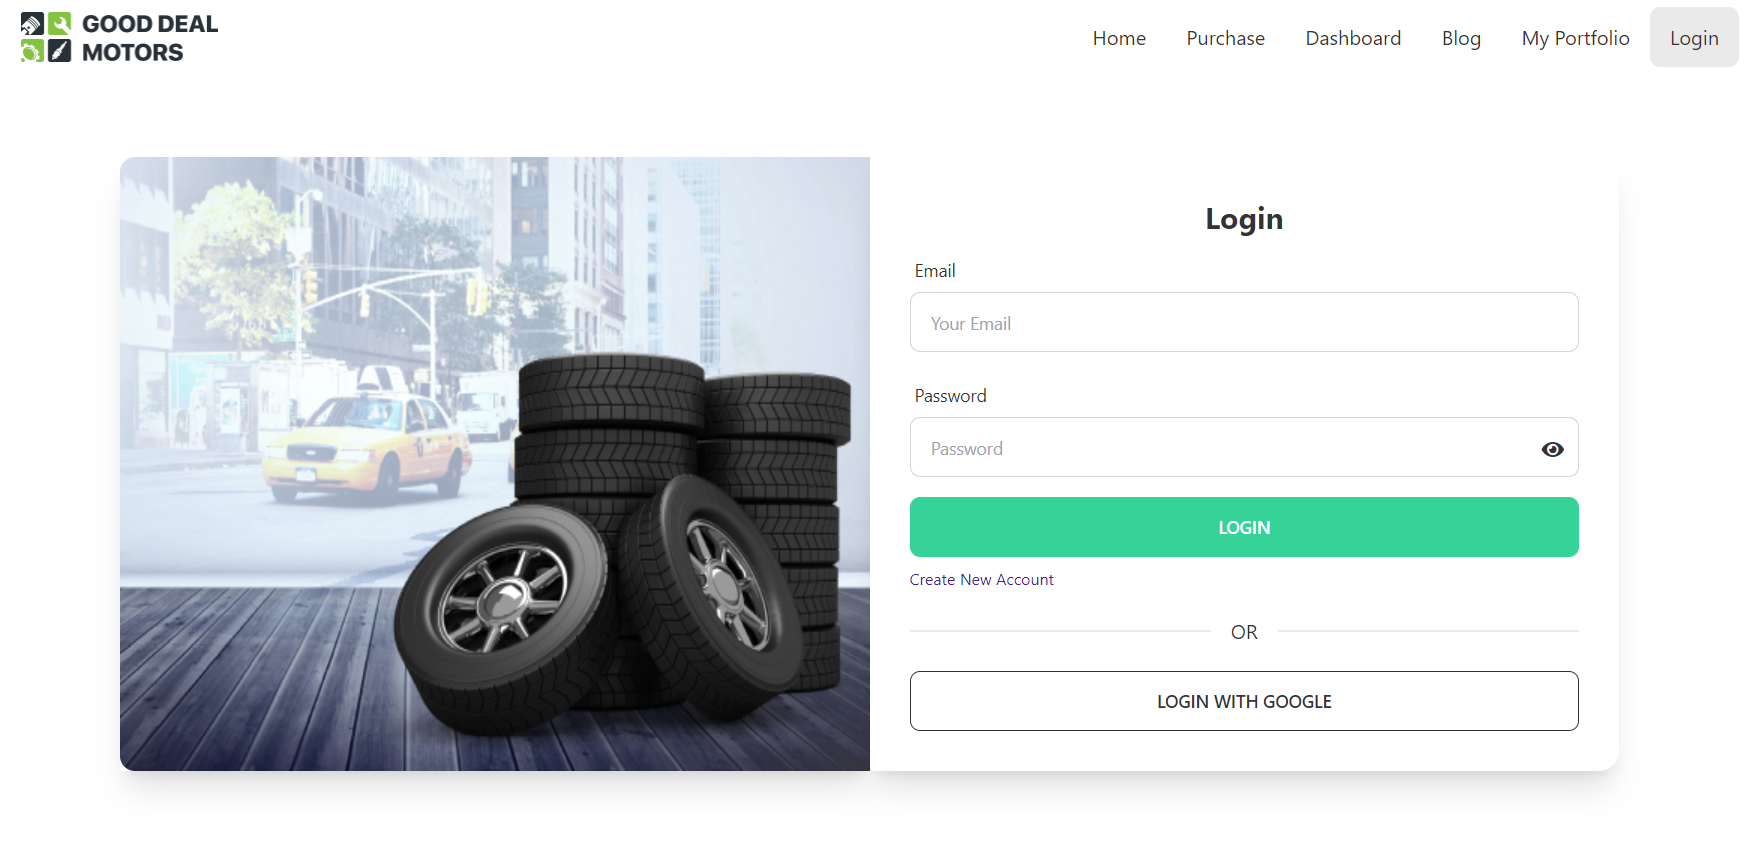 GOOD DEAL
MOTORS
Home Purchase Dashboard Blog My Portfolio Login
Login
Email
Your Email
Password
Password
LOGIN
Create New Account
OR
LOGIN WITH GOOGLE